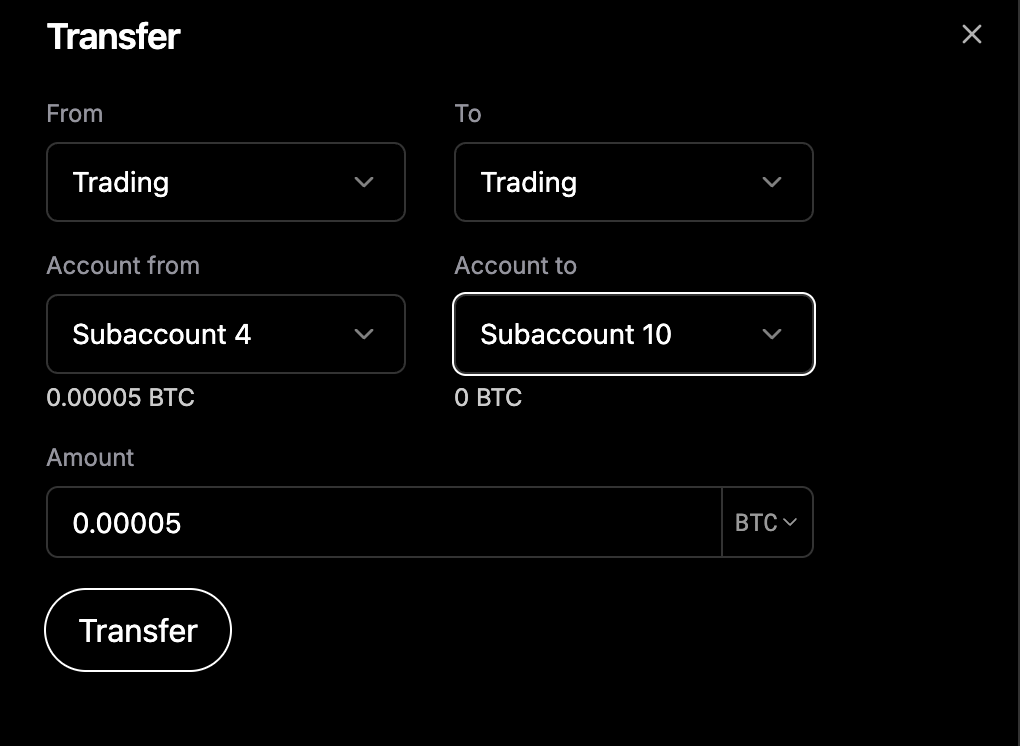 Transfer
From
To
Trading
Trading
Account from
Account to
Subaccount 4
Subaccount 10
0.00005 BTC
0 BTC
Amount
0.00005
BTC
Transfer